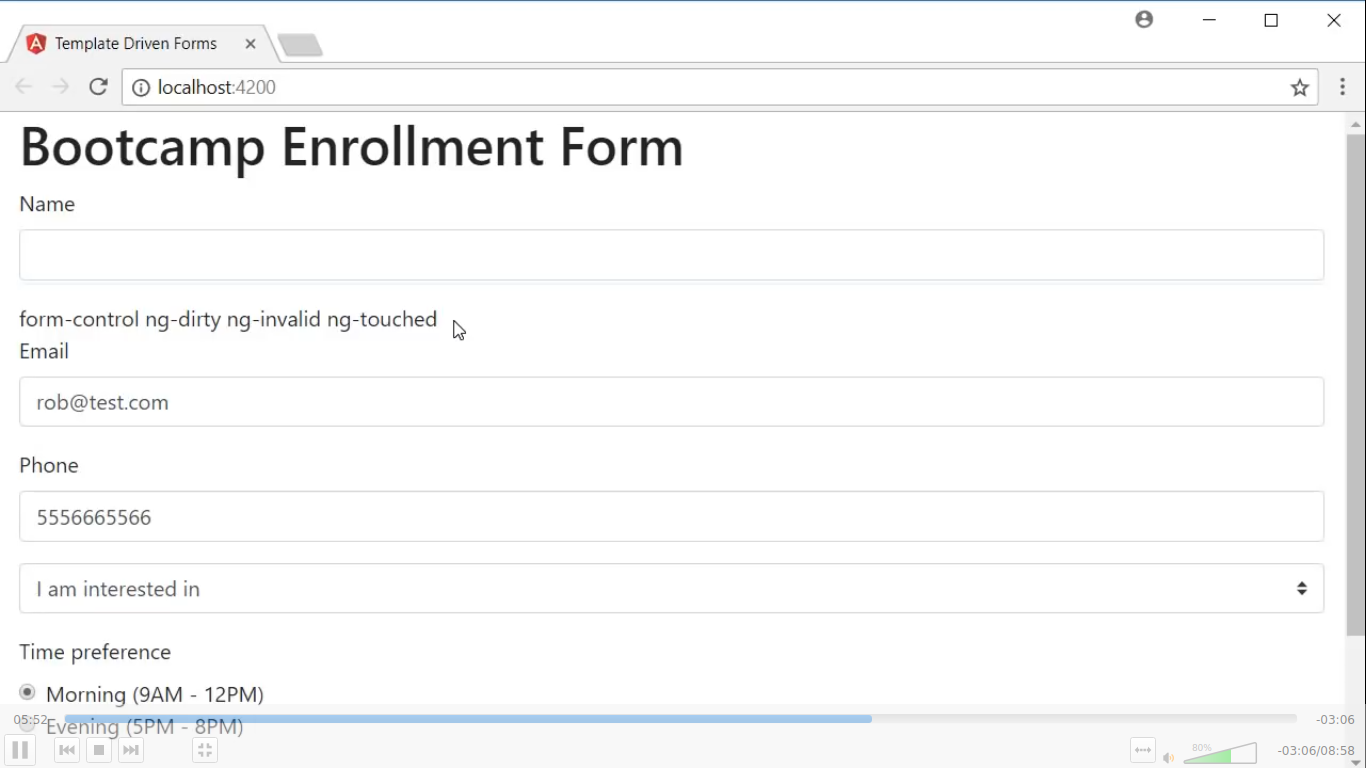 Template Driven Forms
localhost:4200
Bootcamp Enrollment Form
Name
form-control ng-dirty ng-invalid ng-touched
Email
rob@test.com
Phone
5556665566
I am interested in
Time preference
Morning (9AM - 12PM)
Evening (5PM - 8PM)
05:52
-03:06
80%
-03:06/08:58